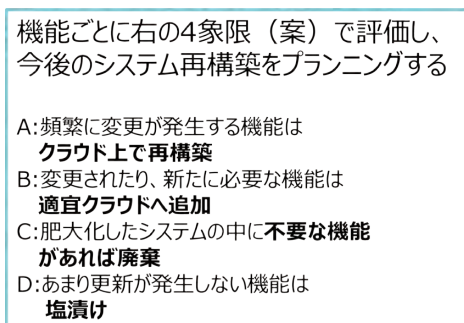 機能ごとに右の4象限（案）で評価し、
今後のシステム再構築をプランニングする
A:頻繁に変更が発生する機能は
クラウド上で再構築
B:変更されたり、新たに必要な機能は
適宜クラウドへ追加
C:肥大化したシステムの中に不要な機能
があれば廃棄
D:あまり更新が発生しない機能は
塩漬け